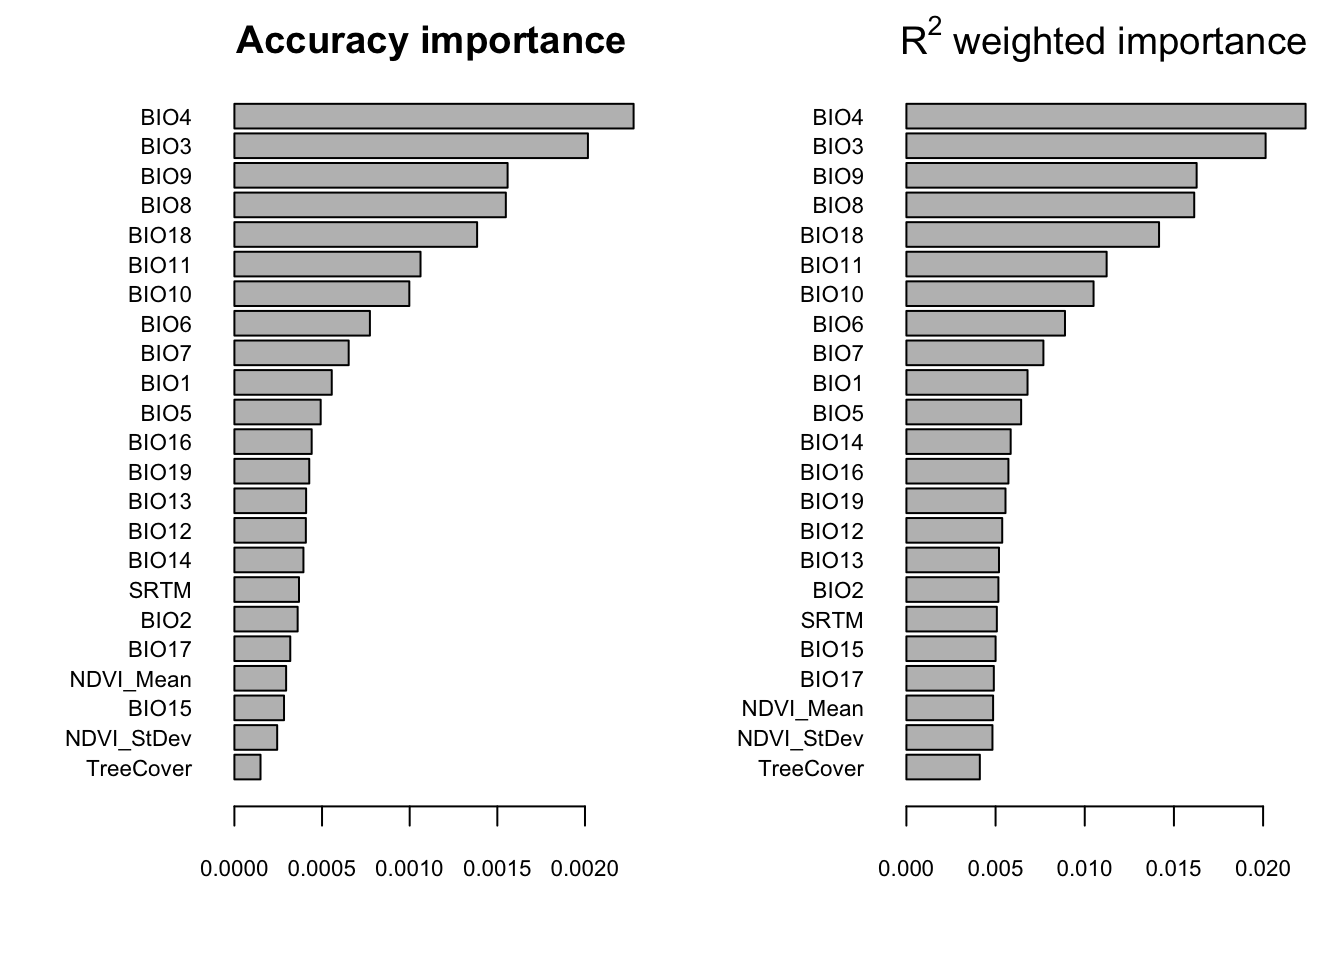 Accuracy importance
BIO4
BIO3
BIO9
BIO8
BIO18
BIO11
BIO10
BIO6
BIO7
BIO1
BIO5
BIO16
BIO19
BIO13
BIO12
BIO14
SRTM
BIO2
BIO17
NDVI_Mean
BIO15
NDVI_StDev
TreeCover
0.0000 0.0005 0.0010 0.0015 0.0020
R² weighted importance
BIO4
BIO3
BIO9
BIO8
BIO18
BIO11
BIO10
BIO6
BIO7
BIO1
BIO5
BIO14
BIO16
BIO19
BIO12
BIO13
BIO2
SRTM
BIO15
BIO17
NDVI_Mean
NDVI_StDev
TreeCover
0.000 0.005 0.010 0.015 0.020